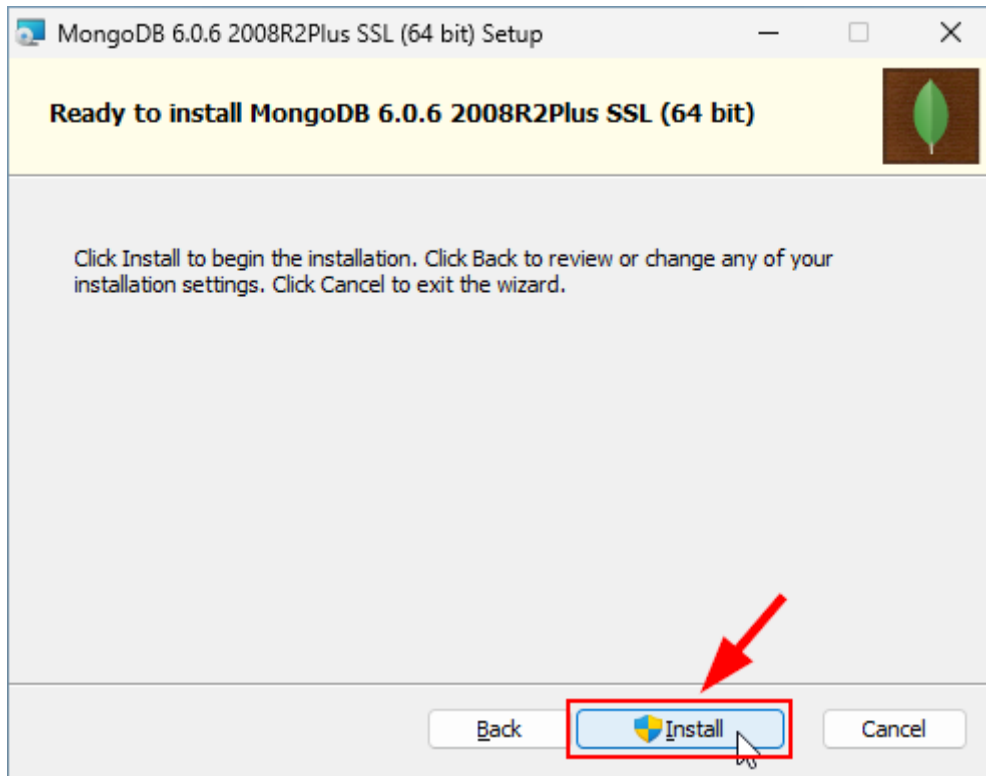 MongoDB 6.0.6 2008R2Plus SSL (64 bit) Setup
Ready to install MongoDB 6.0.6 2008R2Plus SSL (64 bit)
Click Install to begin the installation. Click Back to review or change any of your
installation settings. Click Cancel to exit the wizard.
Back Install Cancel